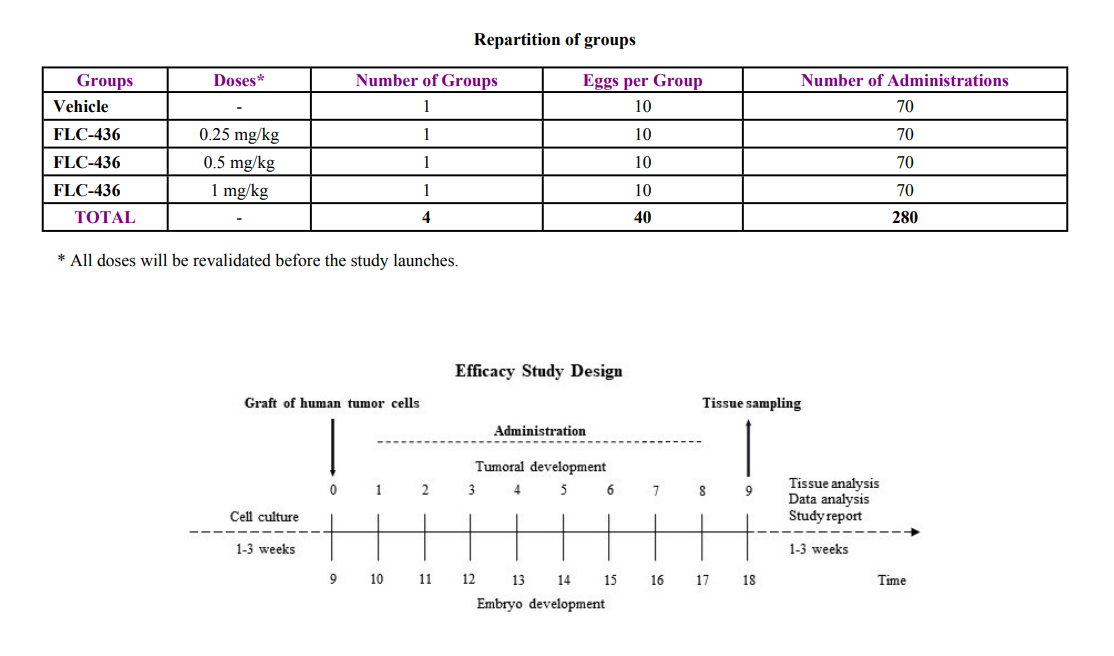 Repartition of groups
Groups Doses* Number of Groups Eggs per Group Number of Administrations
Vehicle - 1 10 70
FLC-436 0.25 mg/kg 1 10 70
FLC-436 0.5 mg/kg 1 10 70
FLC-436 1 mg/kg 1 10 70
TOTAL - 4 40 280
* All doses will be revalidated before the study launches.
Efficacy Study Design
Graft of human tumor cells Tissue sampling
Administration
Tumoral development
0 1 2 3 4 5 6 7 8 9
Tissue analysis
Data analysis
Cell culture Study report
1-3 weeks 1-3 weeks
9 10 11 12 13 14 15 16 17 18 Time
Embryo development